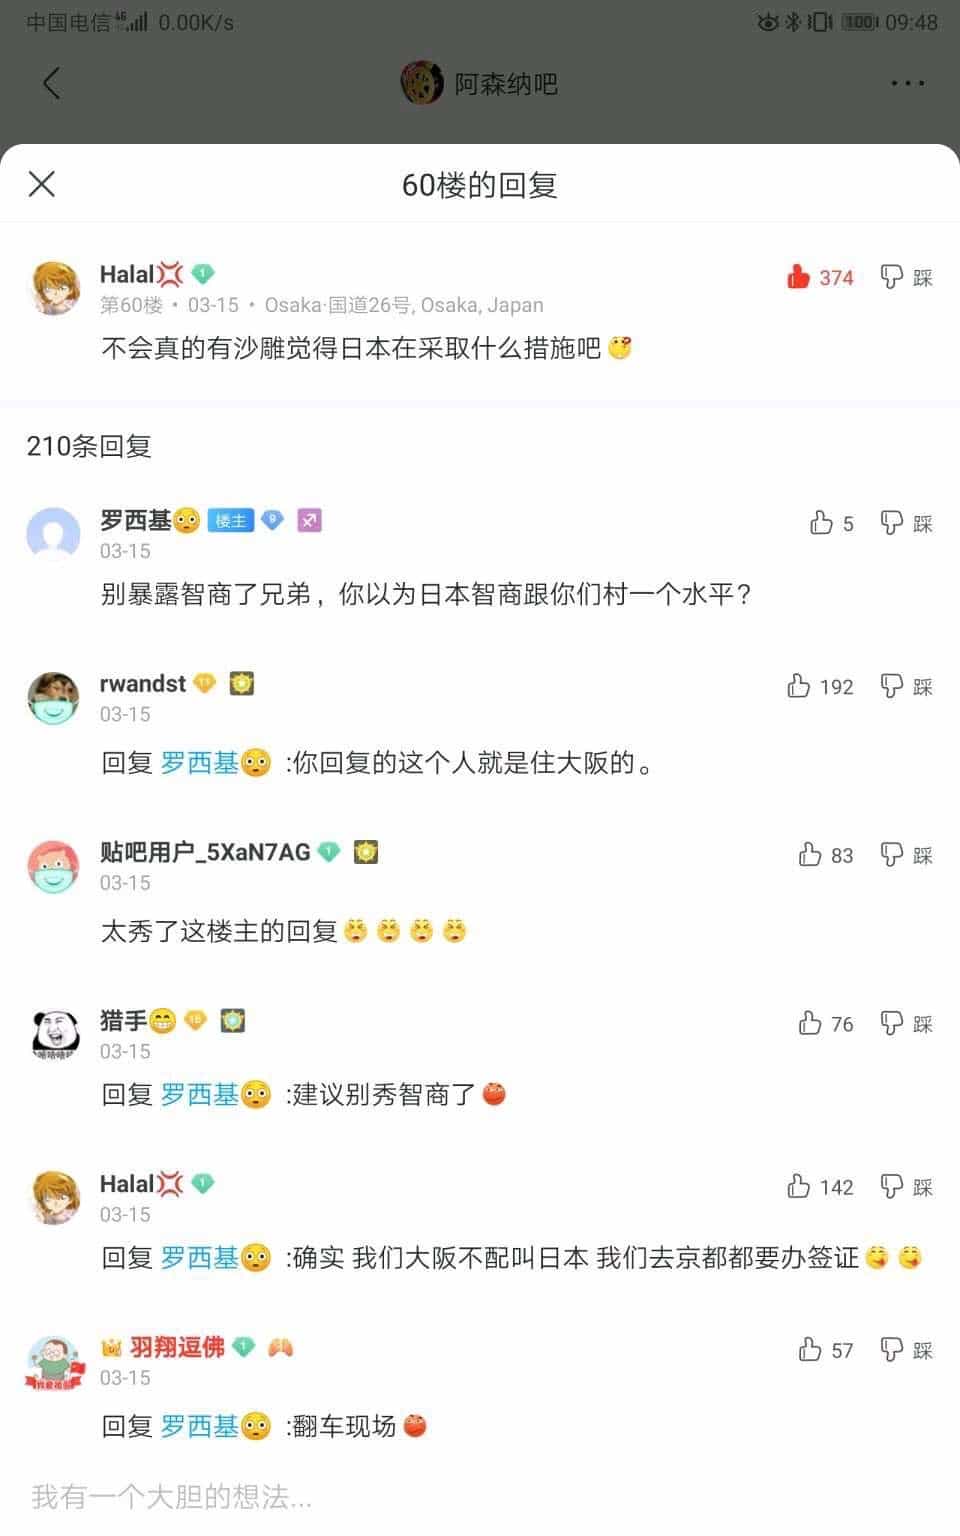 中国电信 4G 0.00K/s 100 09:48
阿森纳吧
60楼的回复
Halal 1 374 踩
第60楼 • 03-15 • Osaka·国道26号, Osaka, Japan
不会真的有沙雕觉得日本在采取什么措施吧
210条回复
罗西基 楼主 9 5 踩
03-15
别暴露智商了兄弟，你以为日本智商跟你们村一个水平？
rwandst 11 192 踩
03-15
回复 罗西基 :你回复的这个人就是住大阪的。
贴吧用户_5XaN7AG 1 83 踩
03-15
太秀了这楼主的回复
猎手 76 踩
03-15
回复 罗西基 :建议别秀智商了
Halal 1 142 踩
03-15
回复 罗西基 :确实 我们大阪不配叫日本 我们去京都都要办签证
羽翔逗佛 1 57 踩
03-15
回复 罗西基 :翻车现场
我有一个大胆的想法...